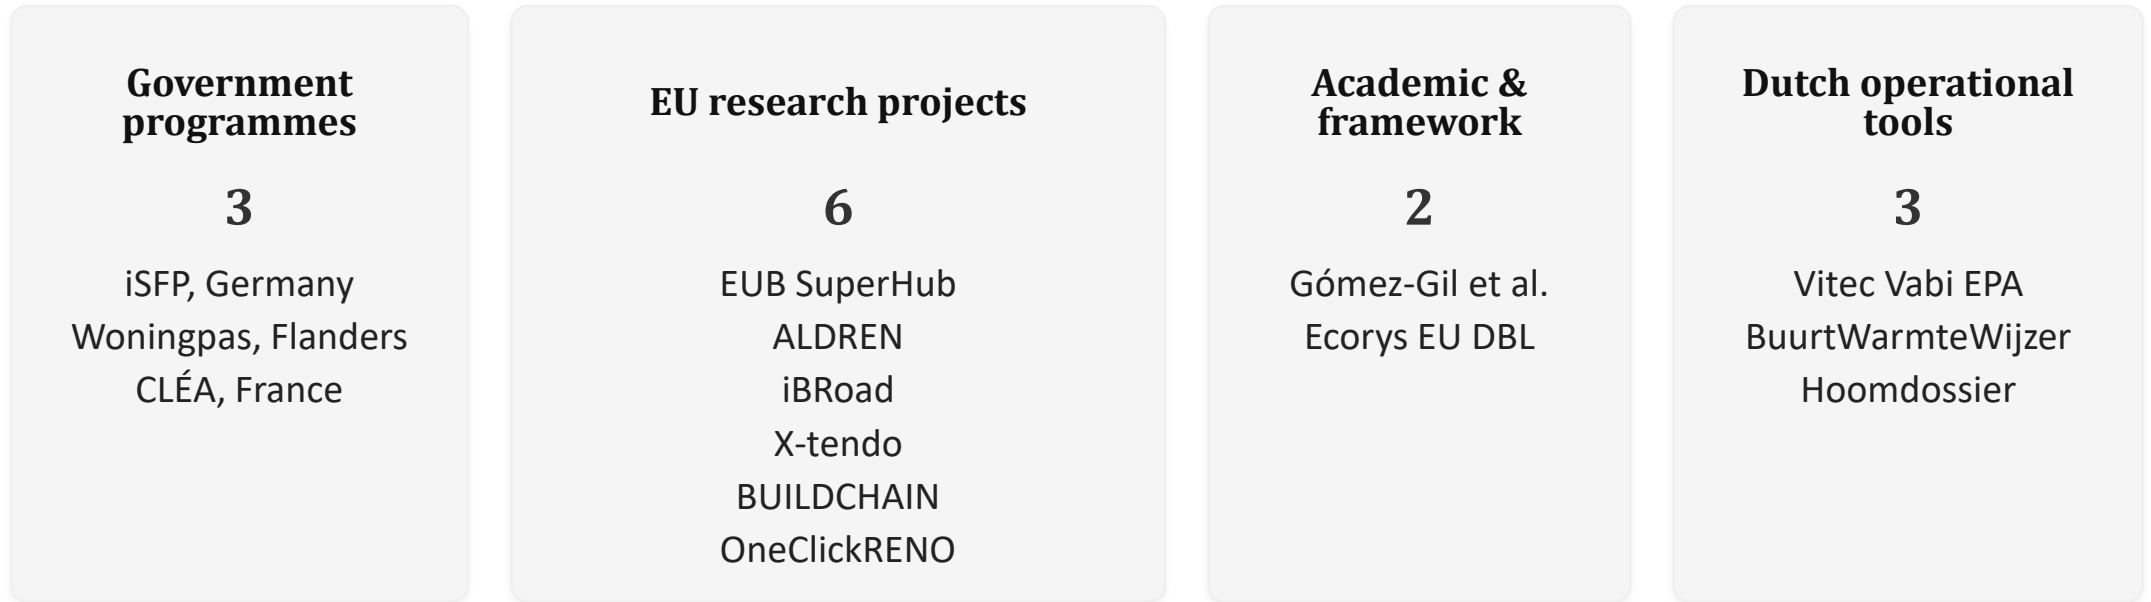 Government
programmes
3
iSFP, Germany
Woningpas, Flanders
CLÉA, France
EU research projects
6
EUB SuperHub
ALDREN
iBRoad
X-tendo
BUILDCHAIN
OneClickRENO
Academic &
framework
2
Gómez-Gil et al.
Ecorys EU DBL
Dutch operational
tools
3
Vitec Vabi EPA
BuurtWarmteWijzer
Hoomdossier